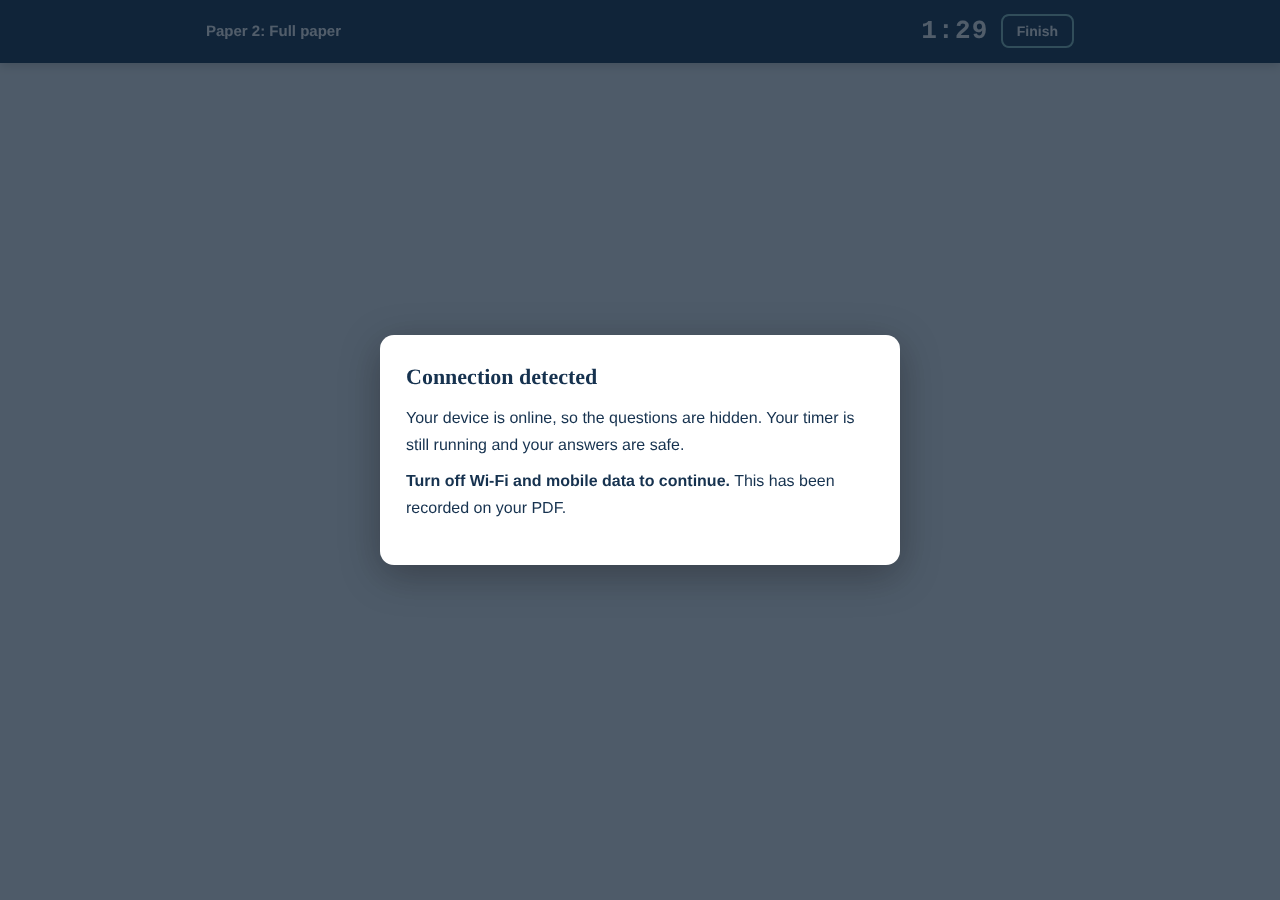 Paper 2: Full paper
1:29
Finish
Connection detected
Your device is online, so the questions are hidden. Your timer is
still running and your answers are safe.
Turn off Wi-Fi and mobile data to continue. This has been
recorded on your PDF.